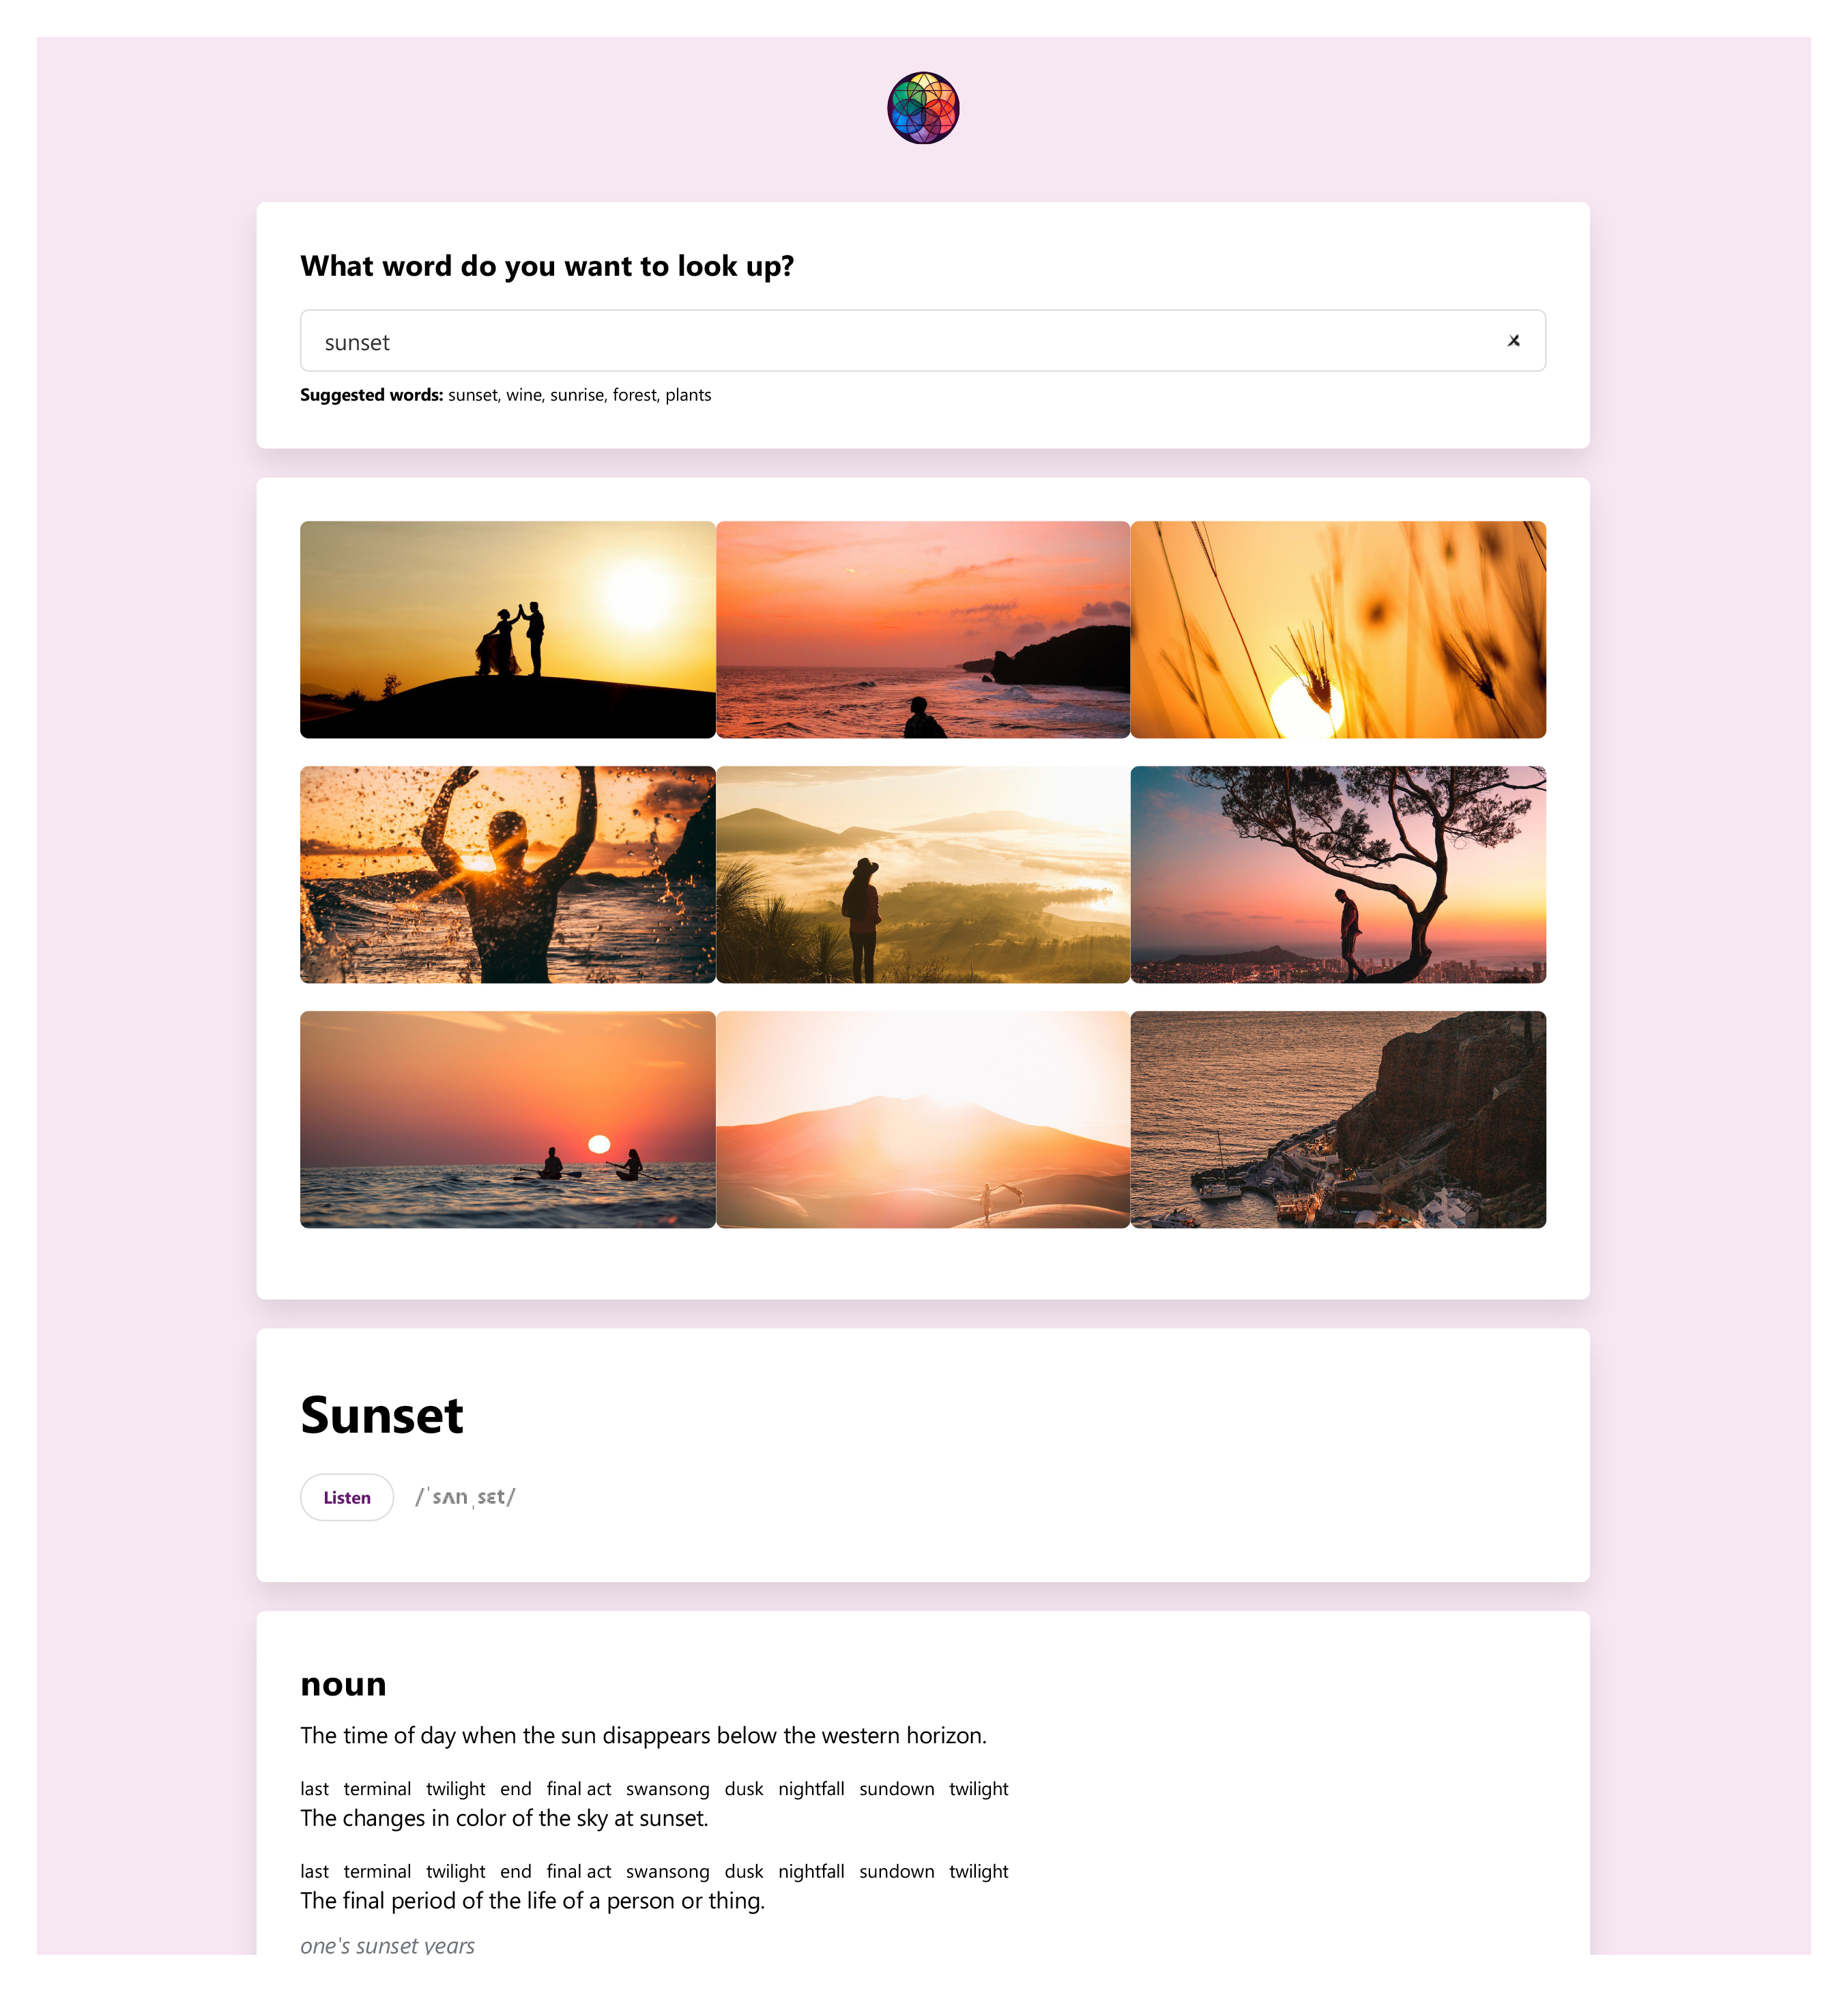 What word do you want to look up?
sunset
Suggested words: sunset, wine, sunrise, forest, plants
Sunset
Listen /ˈsʌnˌsɛt/
noun
The time of day when the sun disappears below the western horizon.
last terminal twilight end final act swansong dusk nightfall sundown twilight
The changes in color of the sky at sunset.
last terminal twilight end final act swansong dusk nightfall sundown twilight
The final period of the life of a person or thing.
one's sunset years